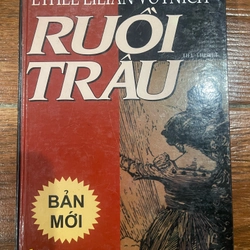 ETHEL LILIAN VOYNICH
RUỒI
TRÂU
BẢN
MỚI